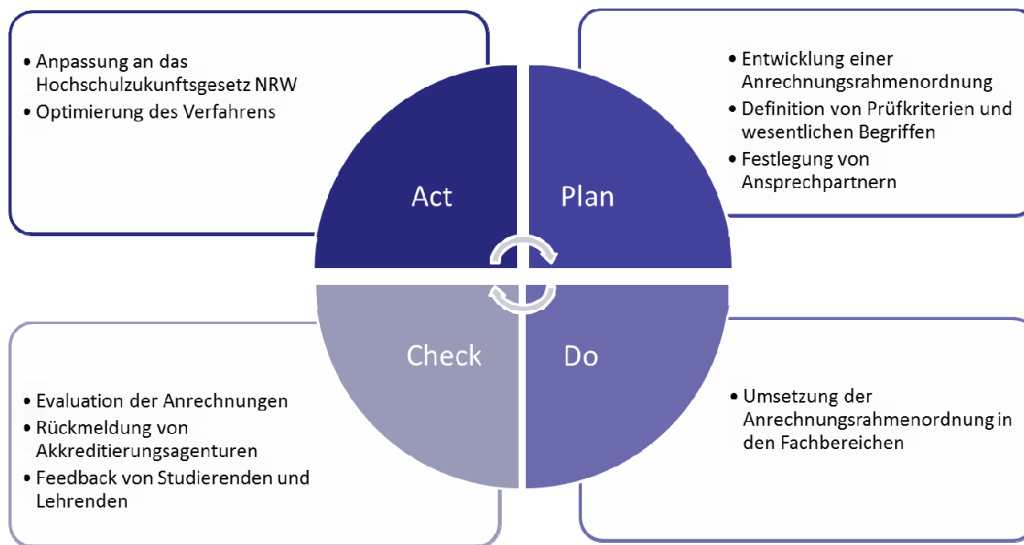 • Anpassung an das
Hochschulzukunftsgesetz NRW
• Optimierung des Verfahrens
• Entwicklung einer
Anrechnungsrahmenordnung
• Definition von Prüfkriterien und
wesentlichen Begriffen
• Festlegung von
Ansprechpartnern
Act
Plan
Check
Do
• Evaluation der Anrechnungen
• Rückmeldung von
Akkreditierungsagenturen
• Feedback von Studierenden und
Lehrenden
• Umsetzung der
Anrechnungsrahmenordnung in
den Fachbereichen